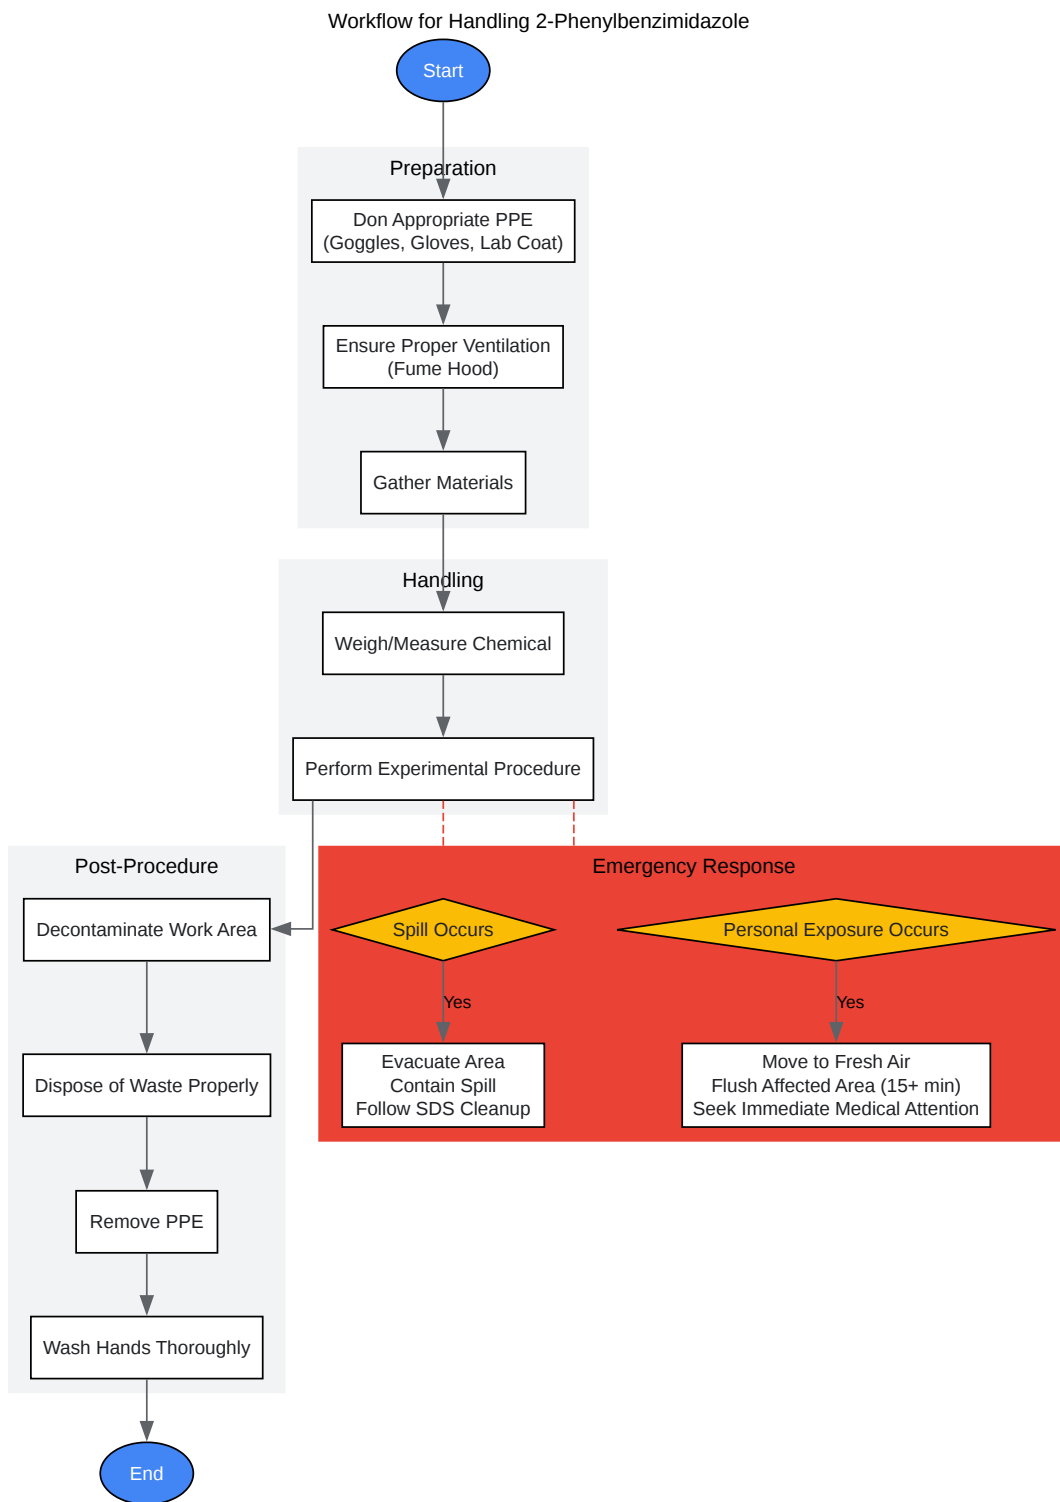 Workflow for Handling 2-Phenylbenzimidazole
Start
Preparation
Don Appropriate PPE
(Goggles, Gloves, Lab Coat)
Ensure Proper Ventilation
(Fume Hood)
Gather Materials
Handling
Weigh/Measure Chemical
Perform Experimental Procedure
Post-Procedure
Decontaminate Work Area
Dispose of Waste Properly
Remove PPE
Wash Hands Thoroughly
End
Emergency Response
Spill Occurs
Yes
Evacuate Area
Contain Spill
Follow SDS Cleanup
Personal Exposure Occurs
Yes
Move to Fresh Air
Flush Affected Area (15+ min)
Seek Immediate Medical Attention